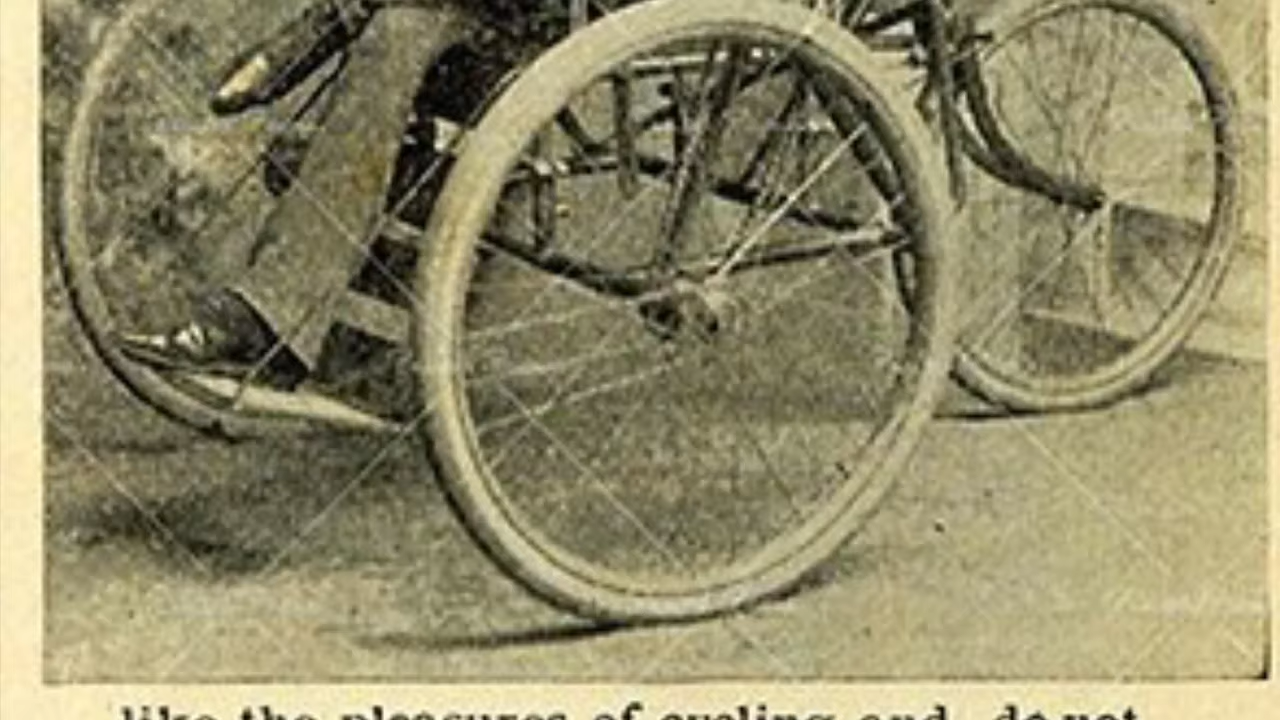 like the pleasures of cycling and do not